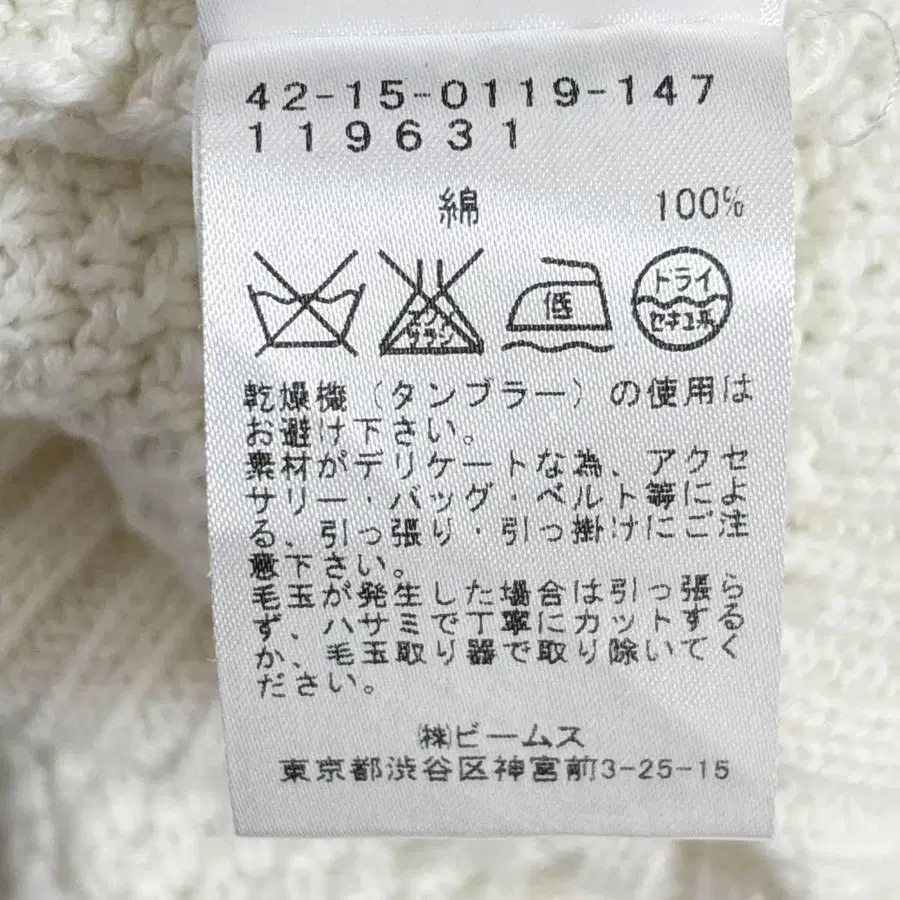 42-15-0119-147
119631
綿 100%
エンソ
サラシ
低
ドライ
セキユ系
乾燥機(タンブラー)の使用は
お避け下さい。
素材がデリケートな為、アクセ
サリー・バッグ・ベルト等によ
る、引っ張り・引っ掛けにご注
意下さい。
毛玉が発生した場合は引っ張ら
ず、ハサミで丁寧にカットする
か、毛玉取り器で取り除いてく
ださい。
㈱ビームス
東京都渋谷区神宮前3-25-15